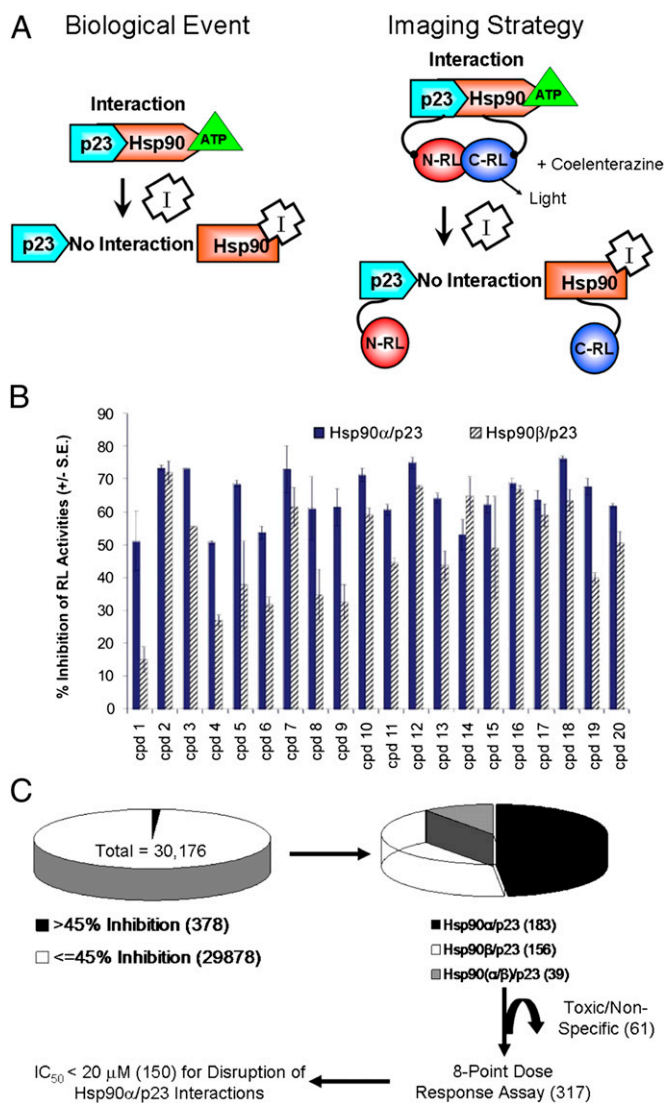 A
Biological Event
Imaging Strategy
Interaction
p23
Hsp90
ATP
I
p23
No Interaction
Hsp90
I
Interaction
p23
Hsp90
ATP
N-RL
C-RL
+ Coelenterazine
Light
I
p23
No Interaction
Hsp90
I
N-RL
C-RL
B
% Inhibition of RL Activities (+/- S.E.)
90
80
70
60
50
40
30
20
10
0
Hsp90α/p23
Hsp90β/p23
cpd 1
cpd 2
cpd 3
cpd 4
cpd 5
cpd 6
cpd 7
cpd 8
cpd 9
cpd 10
cpd 11
cpd 12
cpd 13
cpd 14
cpd 15
cpd 16
cpd 17
cpd 18
cpd 19
cpd 20
C
Total = 30,176
>45% Inhibition (378)
<=45% Inhibition (29878)
Hsp90α/p23 (183)
Hsp90β/p23 (156)
Hsp90(α/β)/p23 (39)
Toxic/Non-
Specific (61)
8-Point Dose
Response Assay (317)
IC50 < 20 μM (150) for Disruption of
Hsp90α/p23 Interactions